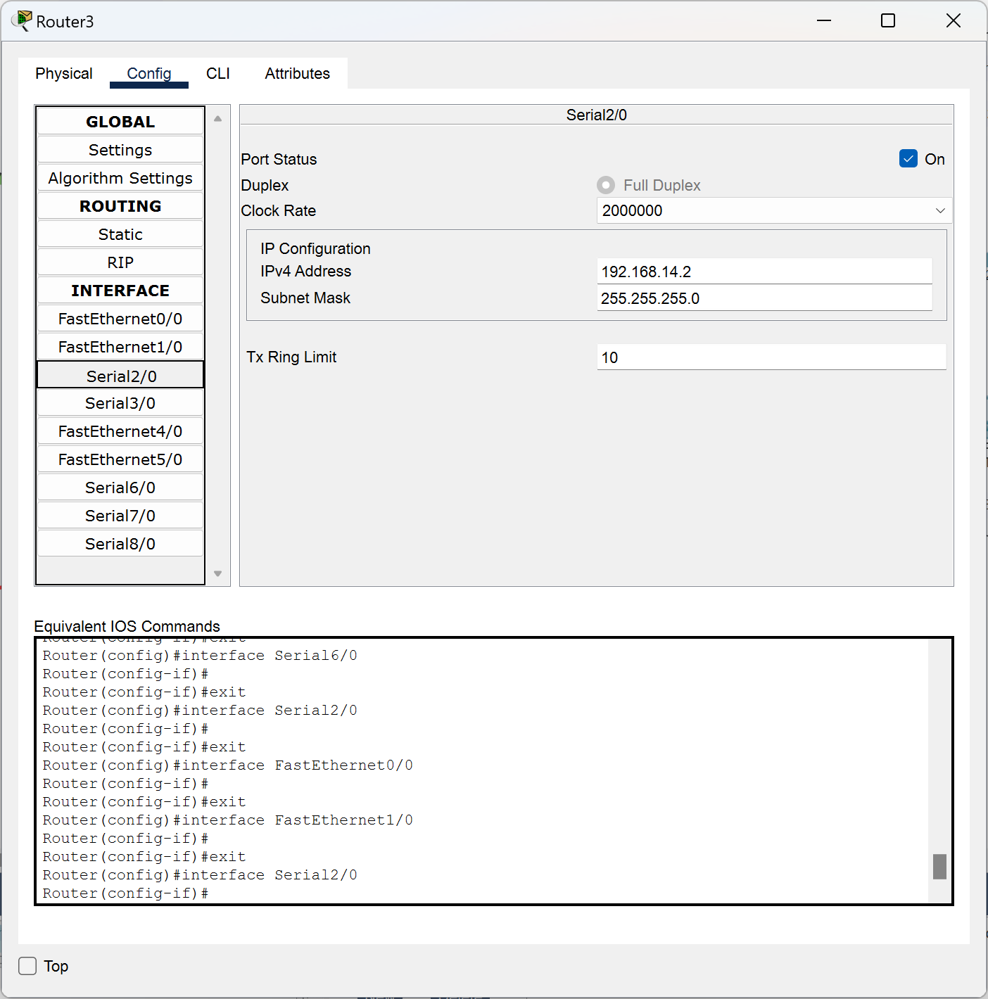 Router3
Physical Config CLI Attributes
GLOBAL
Settings
Algorithm Settings
ROUTING
Static
RIP
INTERFACE
FastEthernet0/0
FastEthernet1/0
Serial2/0
Serial3/0
FastEthernet4/0
FastEthernet5/0
Serial6/0
Serial7/0
Serial8/0
Serial2/0
Port Status On
Duplex Full Duplex
Clock Rate 2000000
IP Configuration
IPv4 Address 192.168.14.2
Subnet Mask 255.255.255.0
Tx Ring Limit 10
Equivalent IOS Commands
Router(config-if)#exit
Router(config)#interface Serial6/0
Router(config-if)#
Router(config-if)#exit
Router(config)#interface Serial2/0
Router(config-if)#
Router(config-if)#exit
Router(config)#interface FastEthernet0/0
Router(config-if)#
Router(config-if)#exit
Router(config)#interface FastEthernet1/0
Router(config-if)#
Router(config-if)#exit
Router(config)#interface Serial2/0
Router(config-if)#
Top